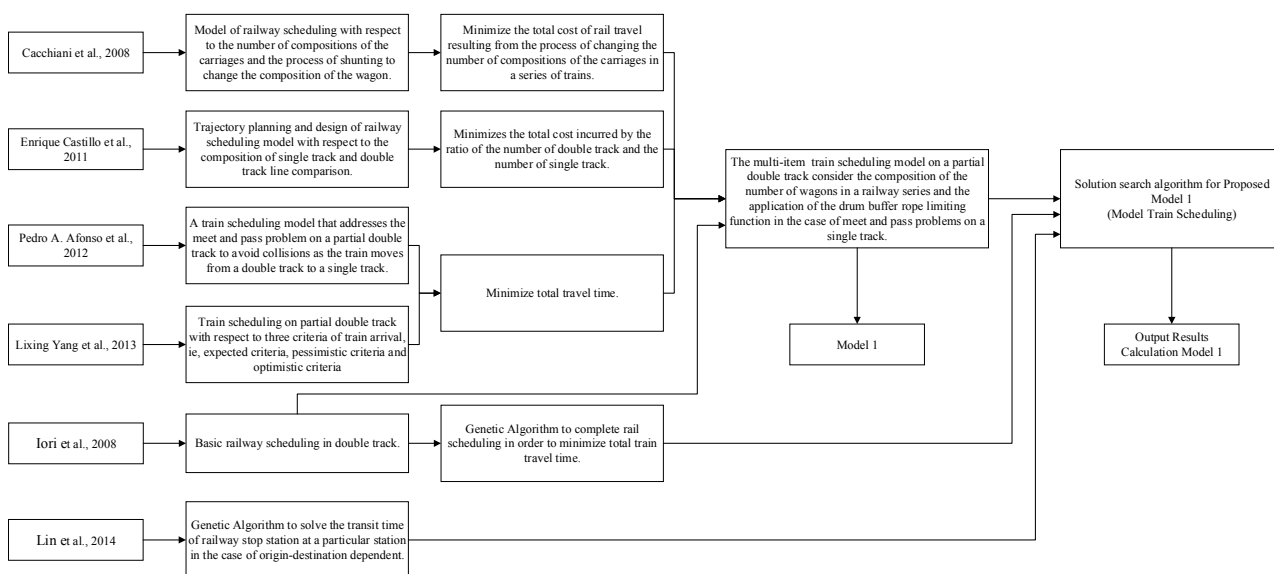 Cacchiani et al., 2008
Model of railway scheduling with respect
to the number of compositions of the
carriages and the process of shunting to
change the composition of the wagon.
Minimize the total cost of rail travel
resulting from the process of changing the
number of compositions of the carriages in
a series of trains.
Enrique Castillo et al.,
2011
Trajectory planning and design of railway
scheduling model with respect to the
composition of single track and double
track line comparison.
Minimizes the total cost incurred by the
ratio of the number of double track and the
number of single track.
Pedro A. Afonso et al.,
2012
A train scheduling model that addresses the
meet and pass problem on a partial double
track to avoid collisions as the train moves
from a double track to a single track.
Minimize total travel time.
Lixing Yang et al., 2013
Train scheduling on partial double track
with respect to three criteria of train arrival,
ie, expected criteria, pessimistic criteria and
optimistic criteria
Iori et al., 2008
Basic railway scheduling in double track.
Genetic Algorithm to complete rail
scheduling in order to minimize total train
travel time.
Lin et al., 2014
Genetic Algorithm to solve the transit time
of railway stop station at a particular station
in the case of origin-destination dependent.
The multi-item train scheduling model on a partial
double track consider the composition of the
number of wagons in a railway series and the
application of the drum buffer rope limiting
function in the case of meet and pass problems on a
single track.
Model 1
Solution search algorithm for Proposed
Model 1
(Model Train Scheduling)
Output Results
Calculation Model 1